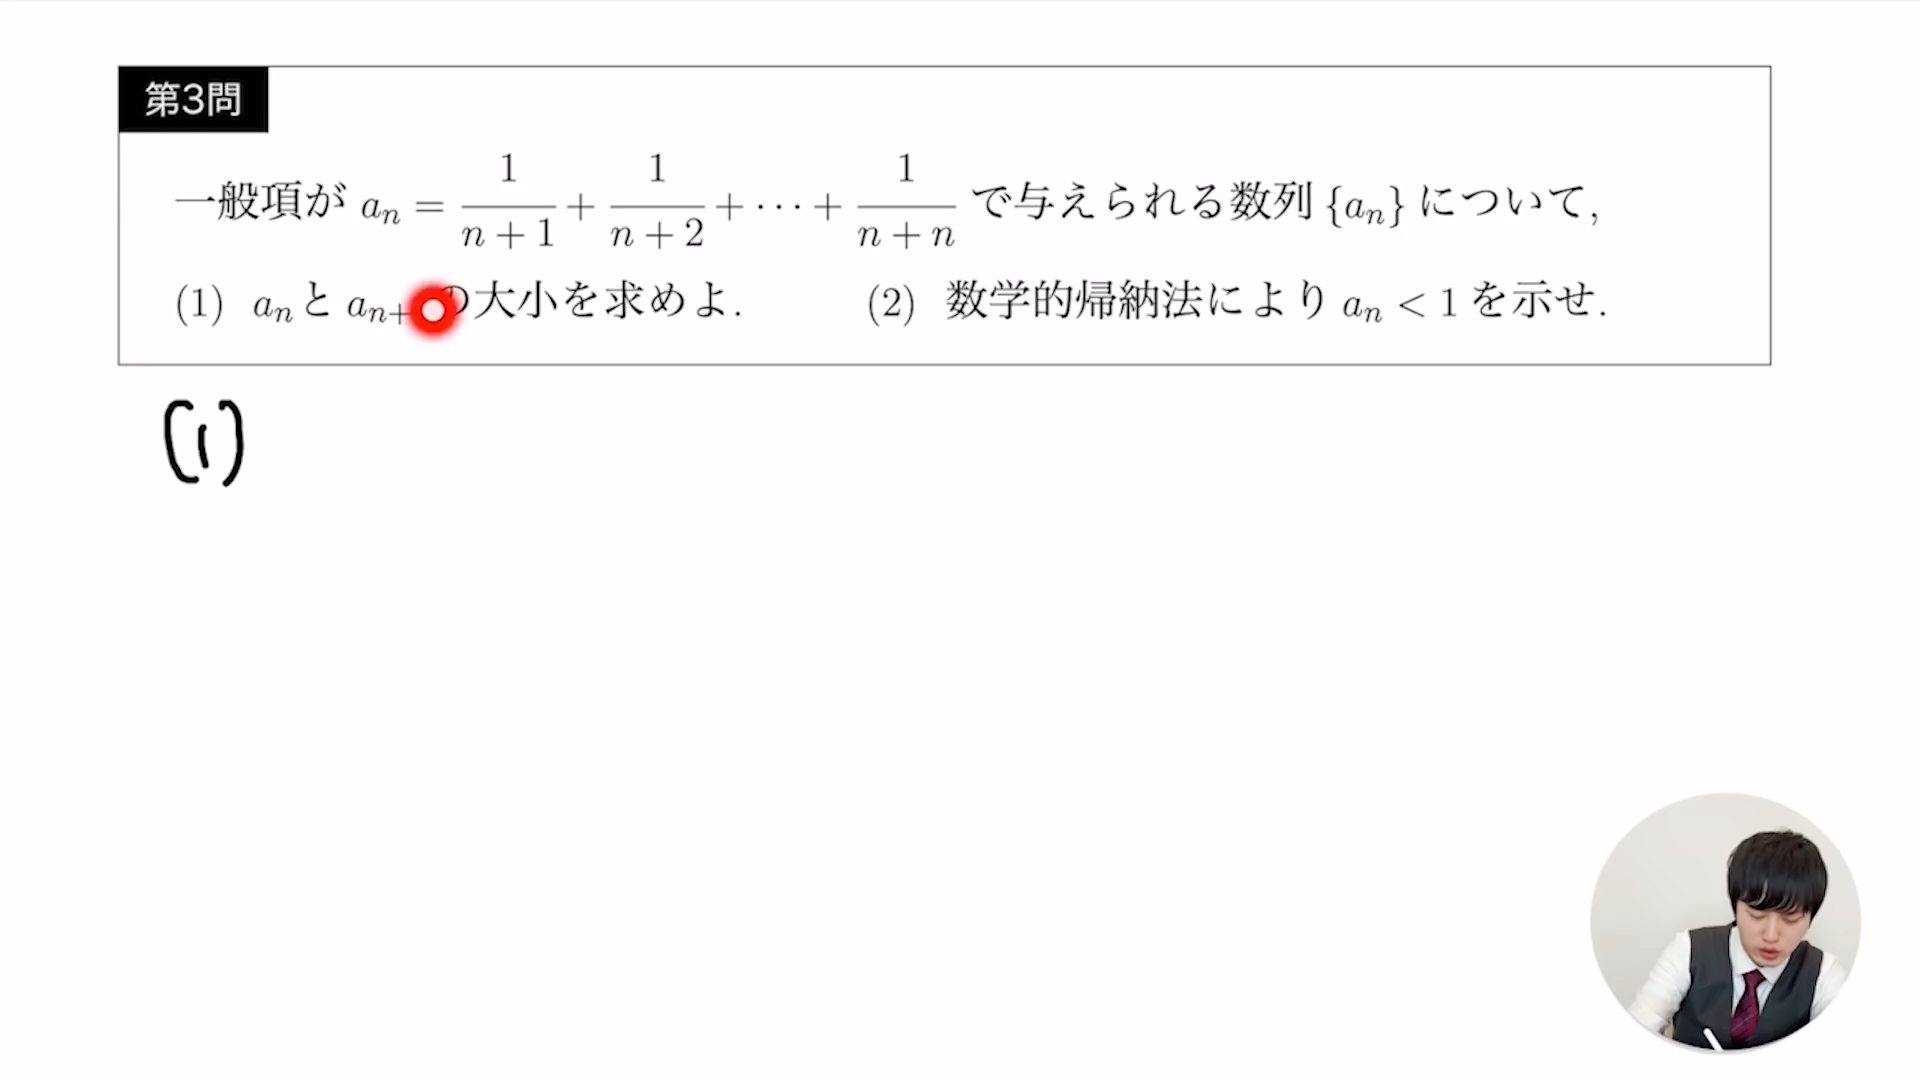 第3問
一般項が a_n = \frac{1}{n+1} + \frac{1}{n+2} + ⋯ + \frac{1}{n+n} で与えられる数列 {a_n} について,
(1) a_n と a_{n+ の大小を求めよ. (2) 数学的帰納法により a_n < 1 を示せ.
(1)